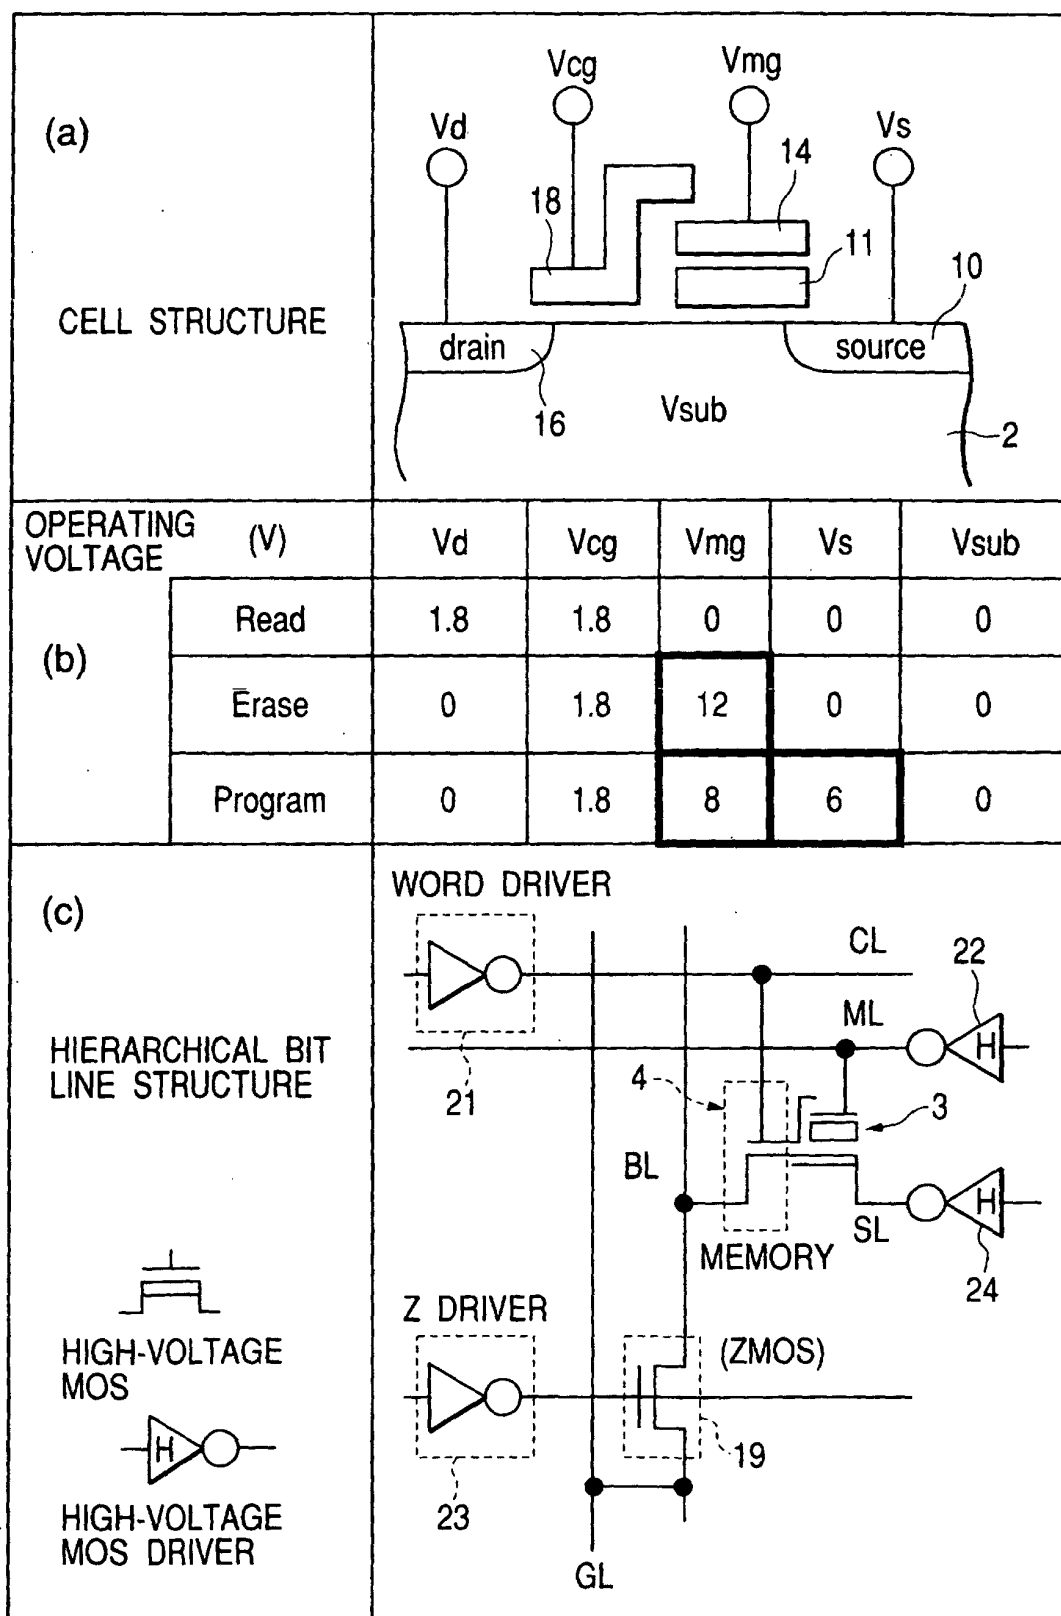 (a)
CELL STRUCTURE
Vd
Vcg
Vmg
Vs
18
14
11
10
drain
source
16
Vsub
2
OPERATING VOLTAGE (V) Vd Vcg Vmg Vs Vsub
(b)
Read 1.8 1.8 0 0 0
Erase 0 1.8 12 0 0
Program 0 1.8 8 6 0
(c)
HIERARCHICAL BIT
LINE STRUCTURE
HIGH-VOLTAGE
MOS
H
HIGH-VOLTAGE
MOS DRIVER
WORD DRIVER
CL
22
ML
H
21
4
3
BL
SL
H
MEMORY
24
Z DRIVER
(ZMOS)
19
23
GL